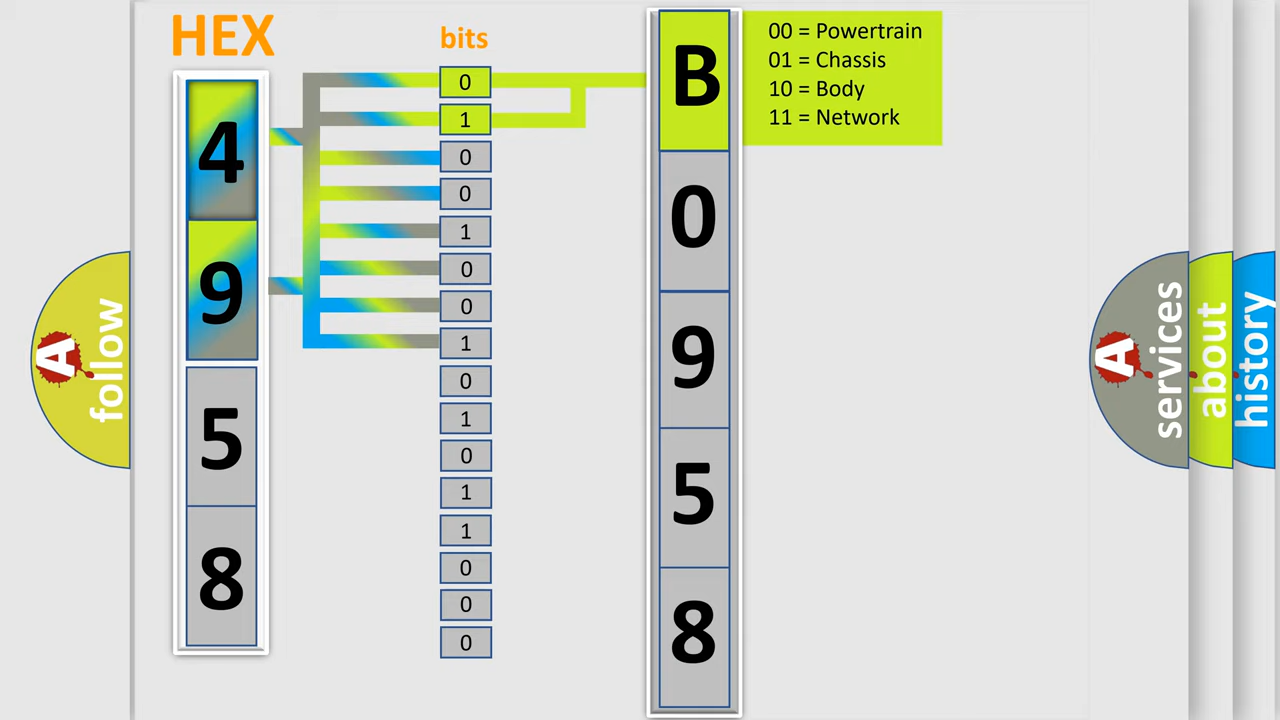 HEX
bits
4
9
5
8
0
1
0
0
1
0
0
1
0
1
0
1
1
0
0
0
B
0
9
5
8
00 = Powertrain
01 = Chassis
10 = Body
11 = Network
A
follow
A
services
about
history